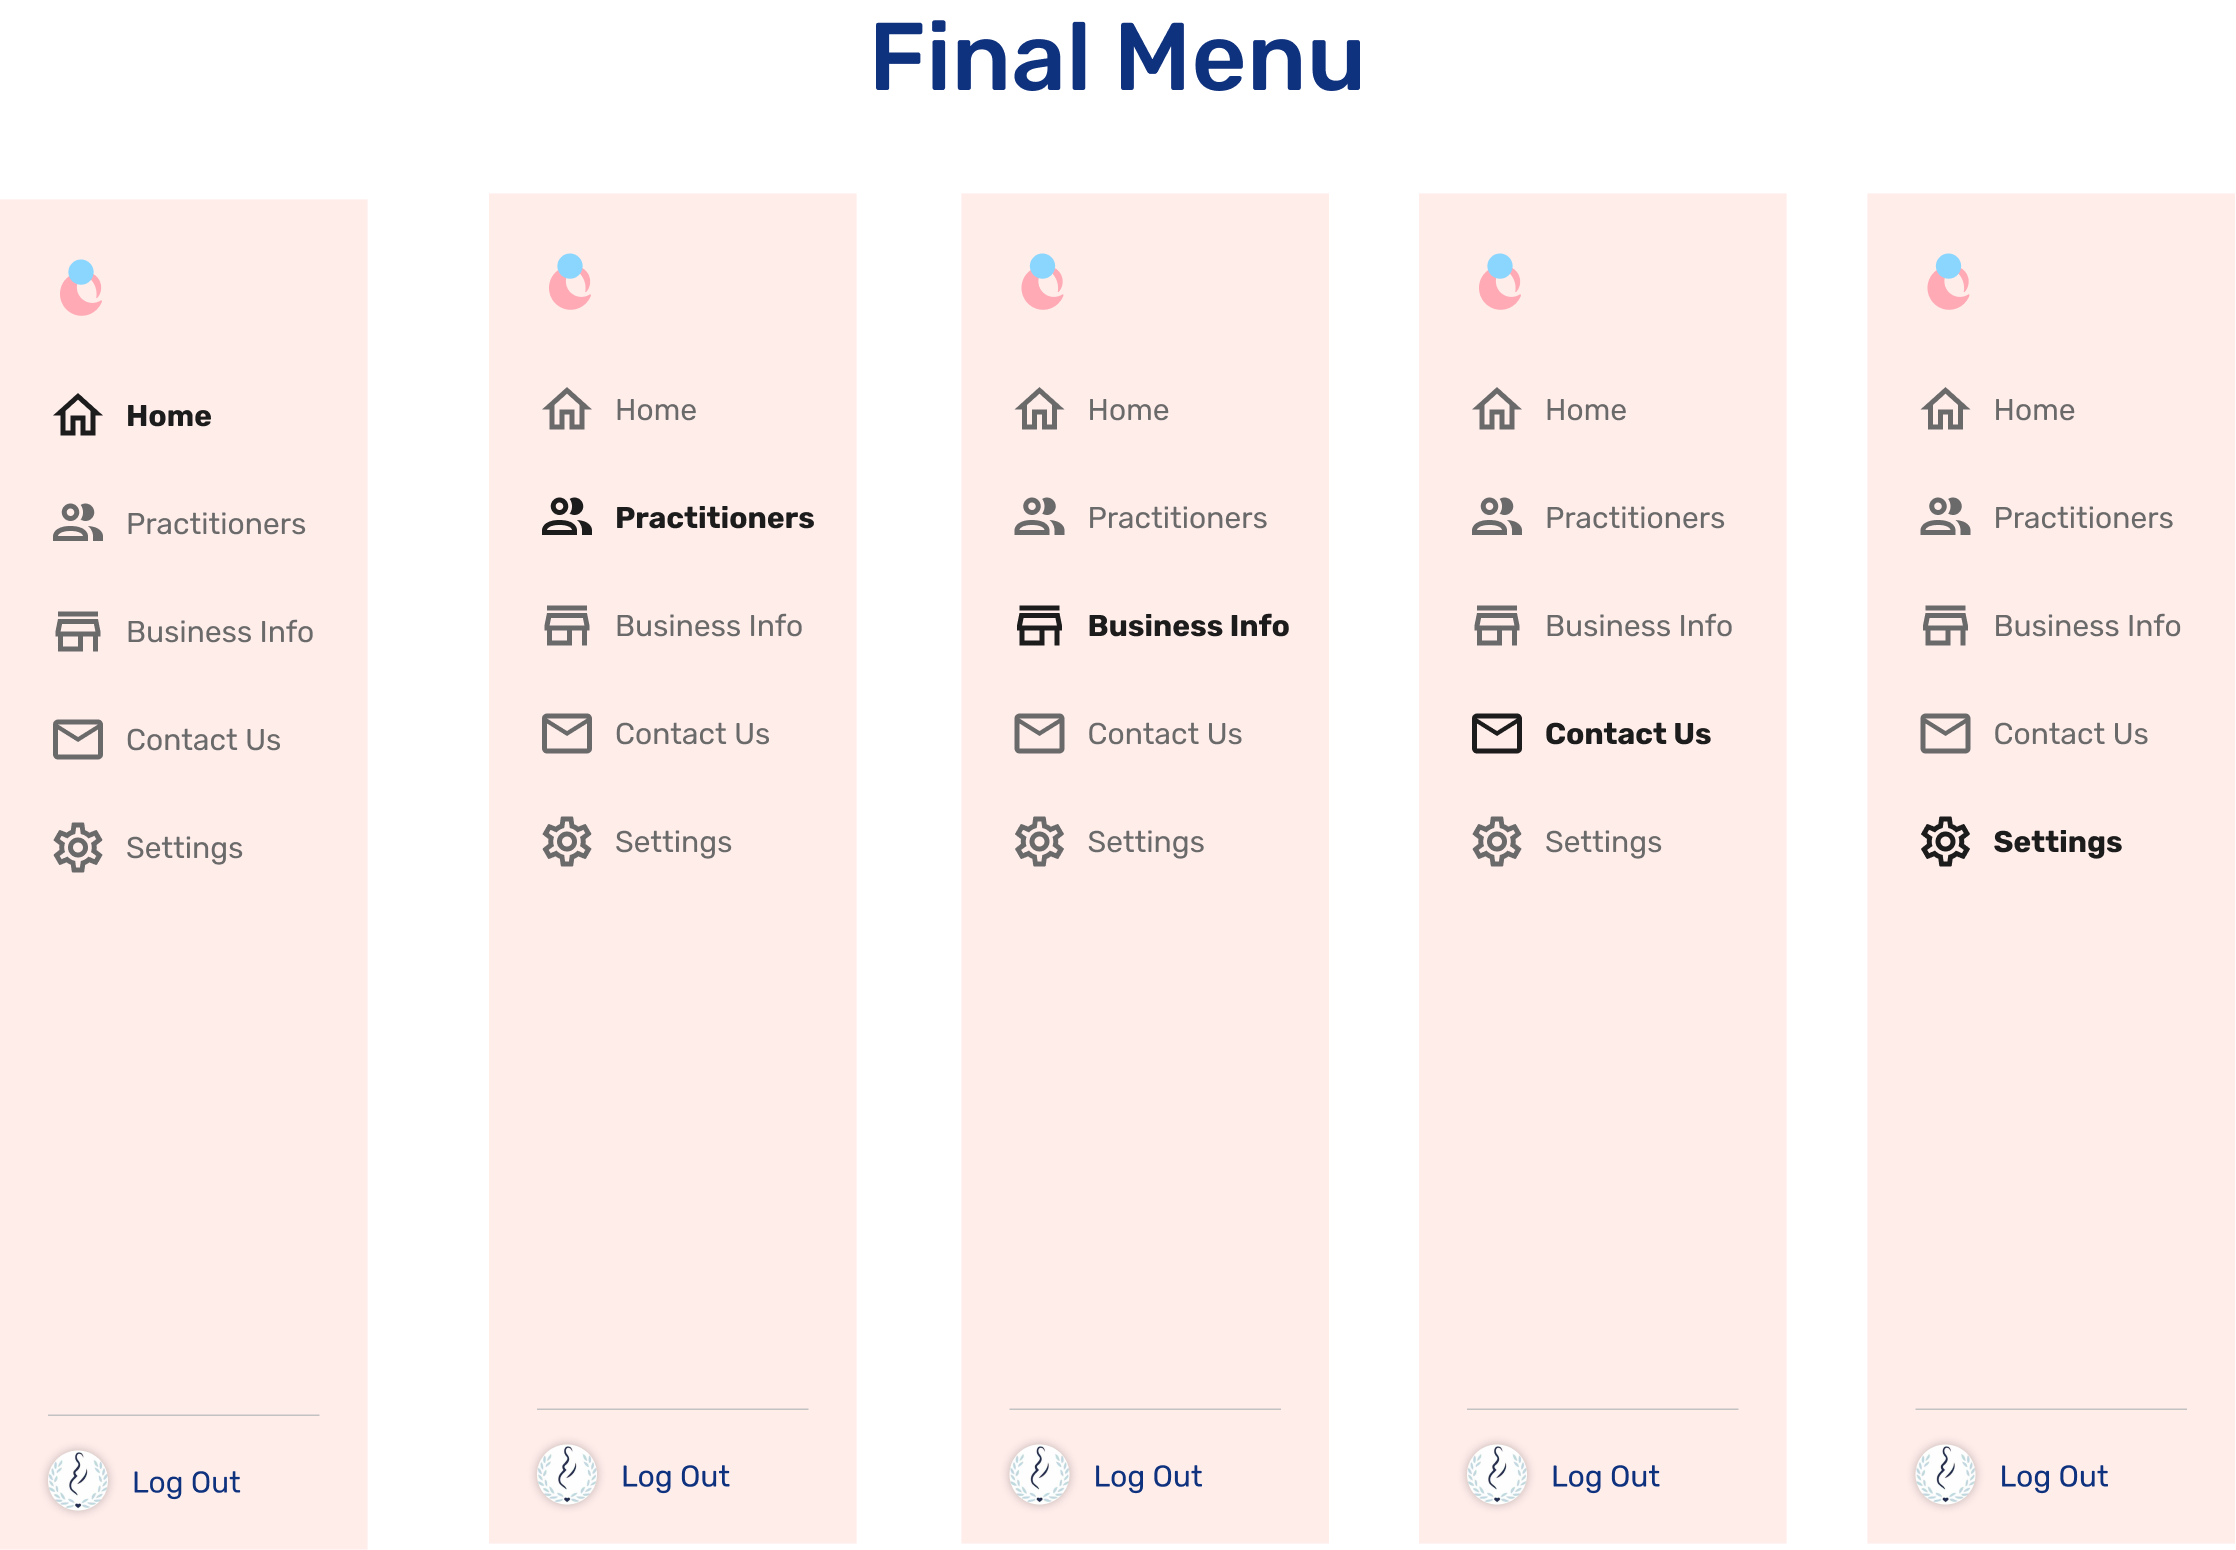 Final Menu
Home
Practitioners
Business Info
Contact Us
Settings
Log Out
Home
Practitioners
Business Info
Contact Us
Settings
Log Out
Home
Practitioners
Business Info
Contact Us
Settings
Log Out
Home
Practitioners
Business Info
Contact Us
Settings
Log Out
Home
Practitioners
Business Info
Contact Us
Settings
Log Out